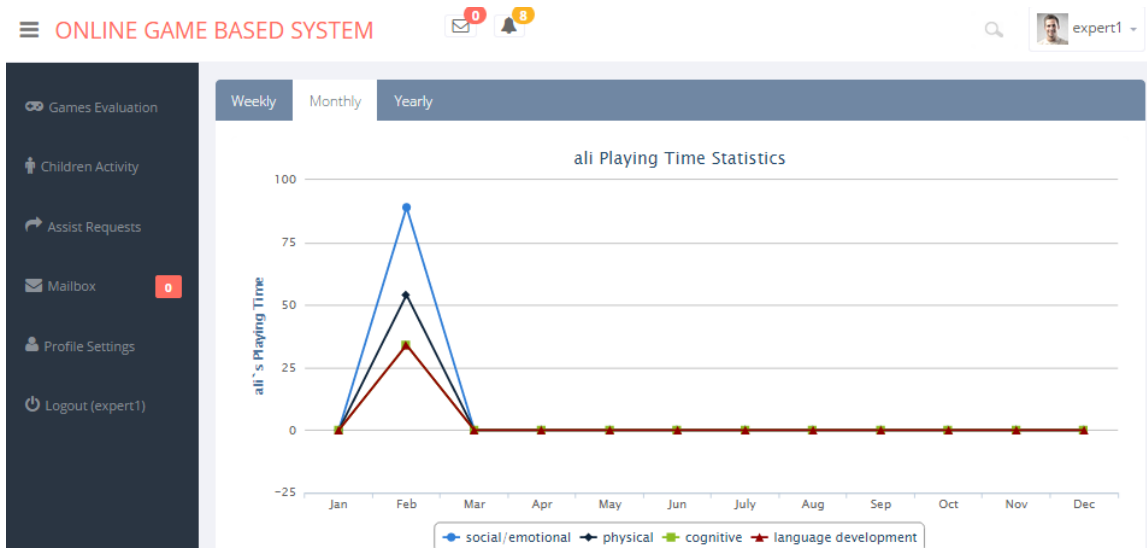 ONLINE GAME BASED SYSTEM 0 8 expert1
Games Evaluation
Children Activity
Assist Requests
Mailbox 0
Profile Settings
Logout (expert1)
Weekly Monthly Yearly
ali Playing Time Statistics
ali`s Playing Time
100
75
50
25
0
-25
Jan Feb Mar Apr May Jun July Aug Sep Oct Nov Dec
social/emotional physical cognitive language development